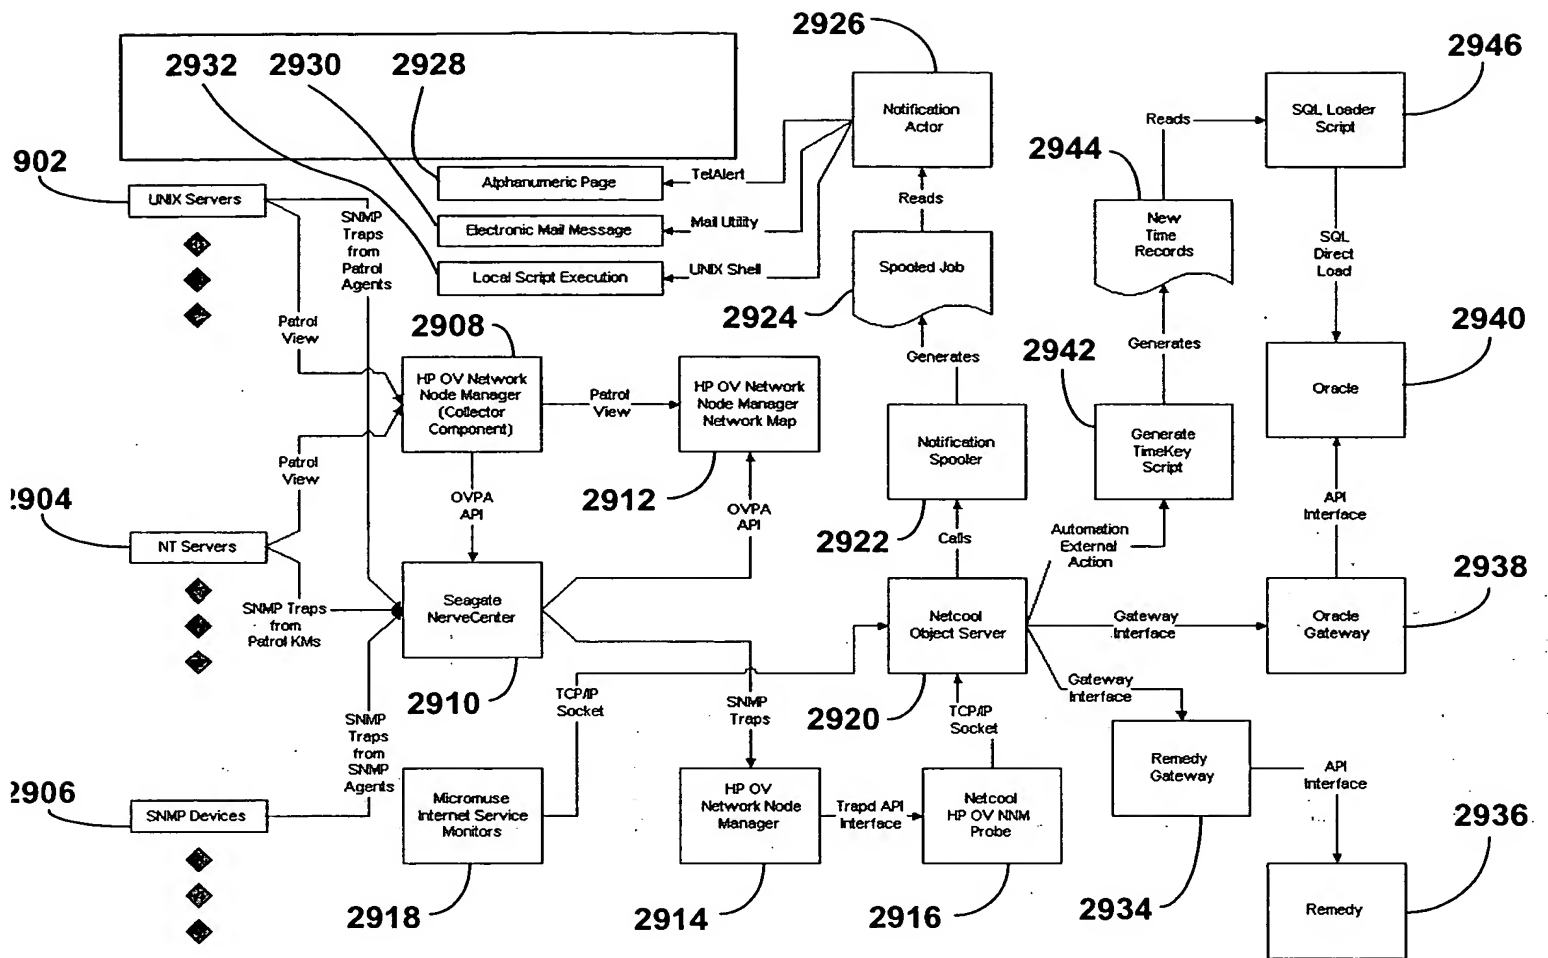 2926
2946
2932
2930
2928
Notification
Actor
SQL Loader
Script
Reads
2944
2902
Alphanumeric Page
TelAlert
UNIX Servers
Reads
SNMP
Traps
from
Patrol
Agents
Electronic Mail Message
Mail Utility
New
Time
Records
SQL
Direct
Load
Local Script Execution
UNIX Shell
Spooled Job
2924
Patrol
View
2908
2940
Generates
2942
Generates
HP OV Network
Node Manager
(Collector
Component)
Patrol
View
HP OV Network
Node Manager
Network Map
Oracle
Notification
Spooler
Generate
TimeKey
Script
Patrol
View
2904
OVPA
API
2912
OVPA
API
API
Interface
2922
Calls
Automation
External
Action
NT Servers
2938
Seagate
NerveCenter
SNMP Traps
from
Patrol KMs
Netcool
Object Server
Gateway
Interface
Oracle
Gateway
2910
TCP/IP
Socket
SNMP
Traps
2920
TCP/IP
Socket
Gateway
Interface
SNMP
Traps
from
SNMP
Agents
Remedy
Gateway
API
Interface
2906
SNMP Devices
Micromuse
Internet Service
Monitors
HP OV
Network Node
Manager
Trapd API
Interface
Netcool
HP OV NNM
Probe
2936
2918
2914
2916
2934
Remedy